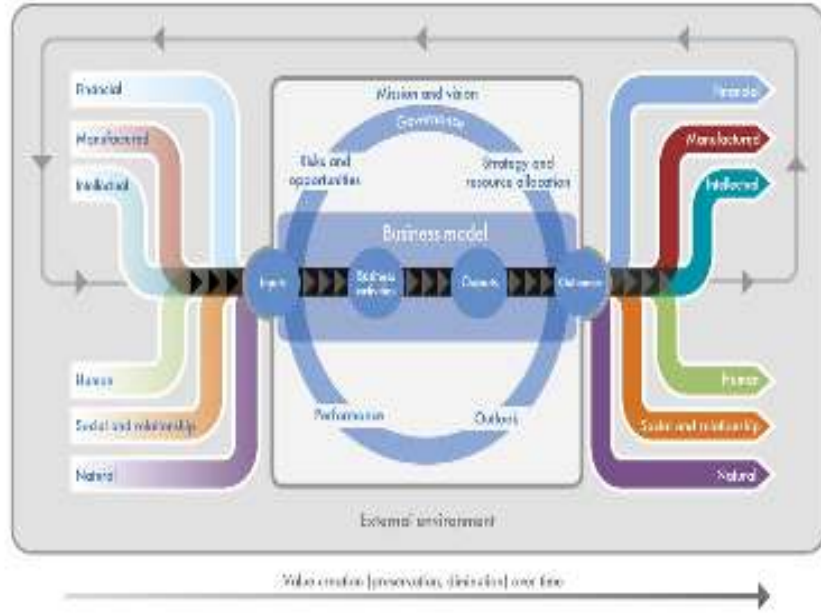 Financial
Manufactured
Intellectual
Human
Social and relationship
Natural
Mission and vision
Governance
Risks and
opportunities
Strategy and
resource allocation
Business model
Inputs
Business
activities
Outputs
Outcomes
Performance
Outlook
Financial
Manufactured
Intellectual
Human
Social and relationship
Natural
External environment
Value creation (preservation, diminution) over time